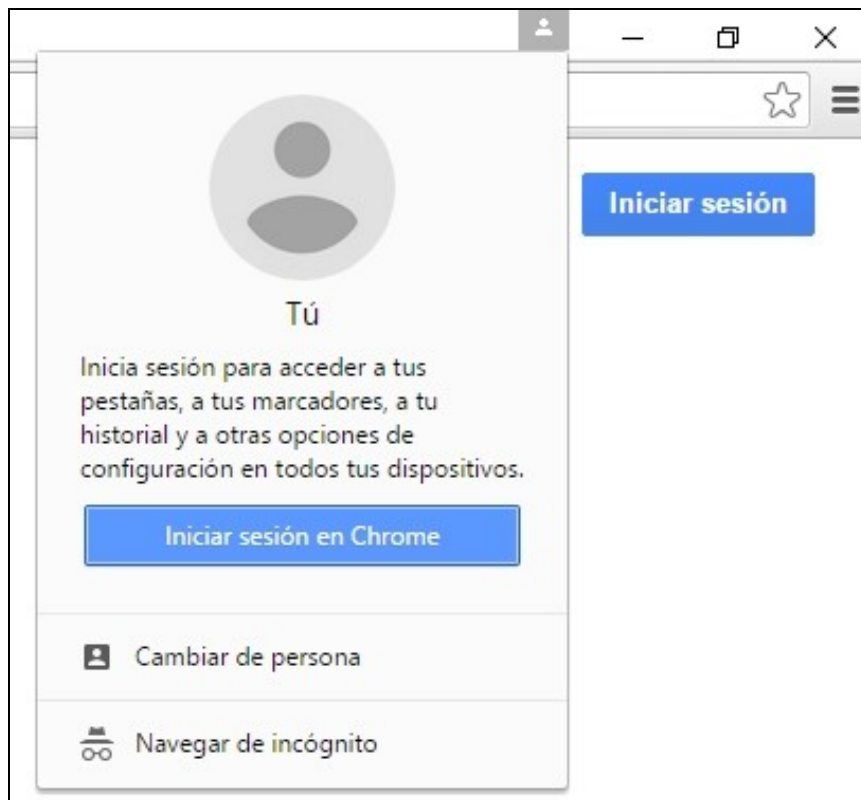 Iniciar sesión
Tú
Inicia sesión para acceder a tus
pestañas, a tus marcadores, a tu
historial y a otras opciones de
configuración en todos tus dispositivos.
Iniciar sesión en Chrome
Cambiar de persona
Navegar de incógnito